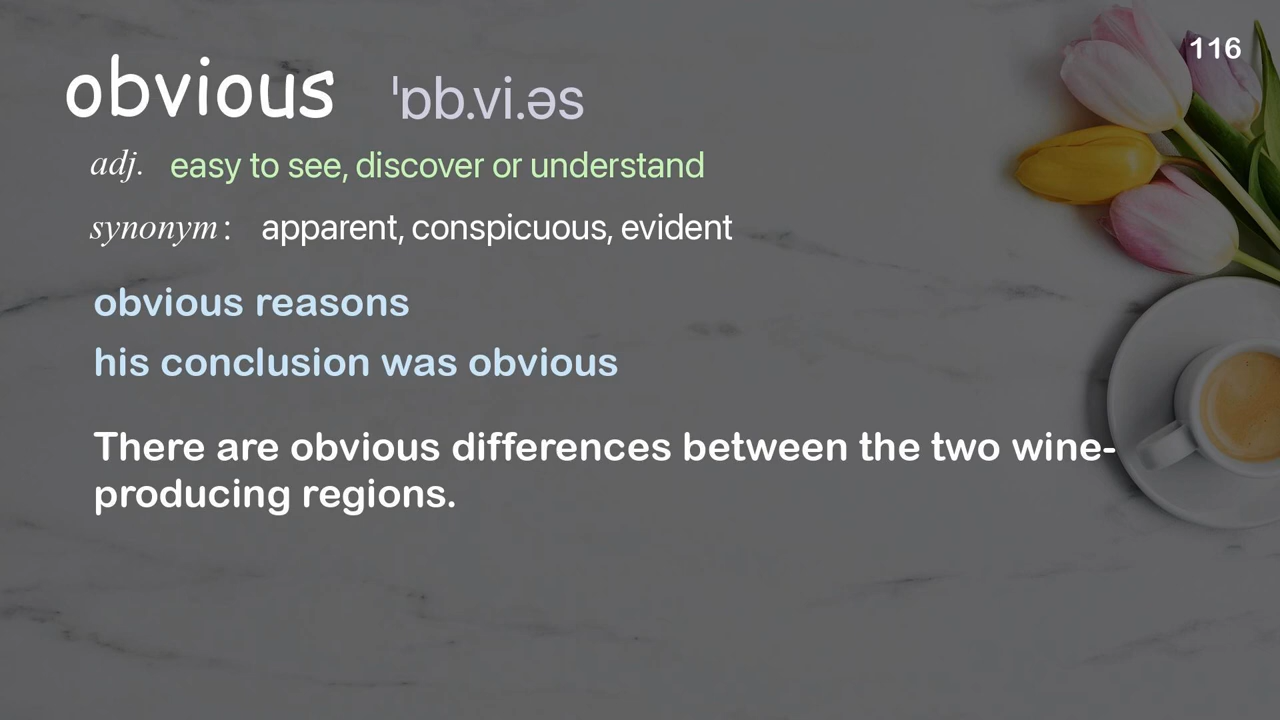 116
obvious ˈɒb.vi.əs
adj. easy to see, discover or understand
synonym: apparent, conspicuous, evident
obvious reasons
his conclusion was obvious
There are obvious differences between the two wine-
producing regions.